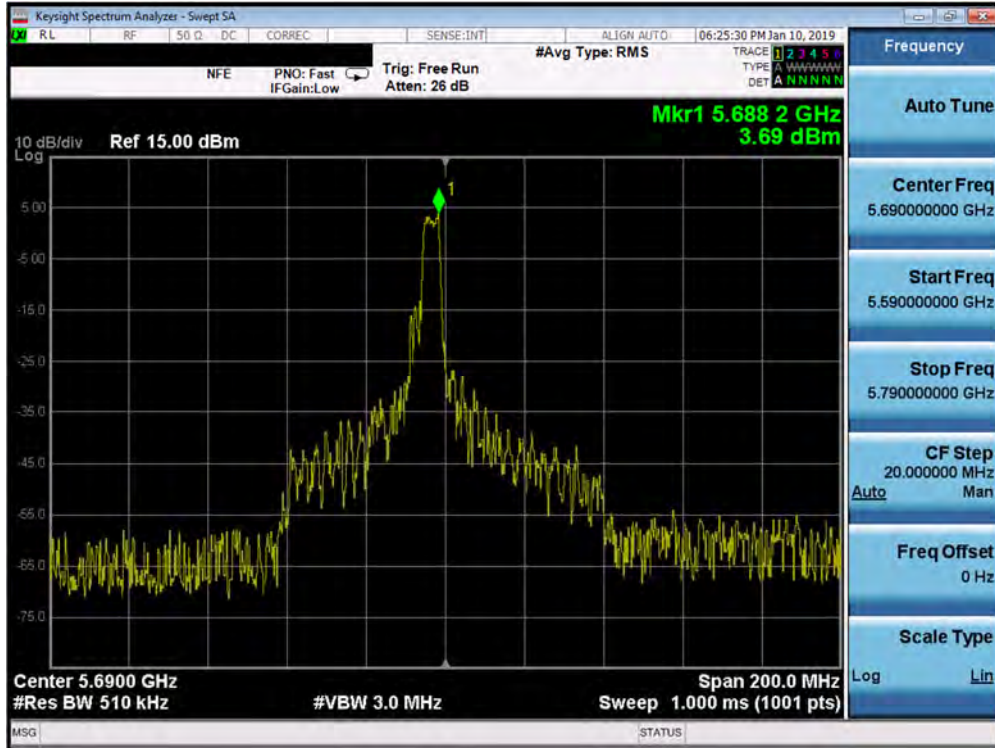 Keysight Spectrum Analyzer - Swept SA
LXI RL RF 50 Ω DC CORREC SENSE:INT ALIGN AUTO 06:25:30 PM Jan 10, 2019
NFE PNO: Fast IFGain:Low Trig: Free Run Atten: 26 dB #Avg Type: RMS
TRACE 1 2 3 4 5 6
TYPE A WWWWW
DET A N N N N N
Mkr1 5.688 2 GHz
3.69 dBm
10 dB/div Ref 15.00 dBm
Log
1
5.00
-5.00
-15.0
-25.0
-35.0
-45.0
-55.0
-65.0
-75.0
Center 5.6900 GHz Span 200.0 MHz
#Res BW 510 kHz #VBW 3.0 MHz Sweep 1.000 ms (1001 pts)
MSG STATUS
Frequency
Auto Tune
Center Freq
5.690000000 GHz
Start Freq
5.590000000 GHz
Stop Freq
5.790000000 GHz
CF Step
20.000000 MHz
Auto Man
Freq Offset
0 Hz
Scale Type
Log Lin